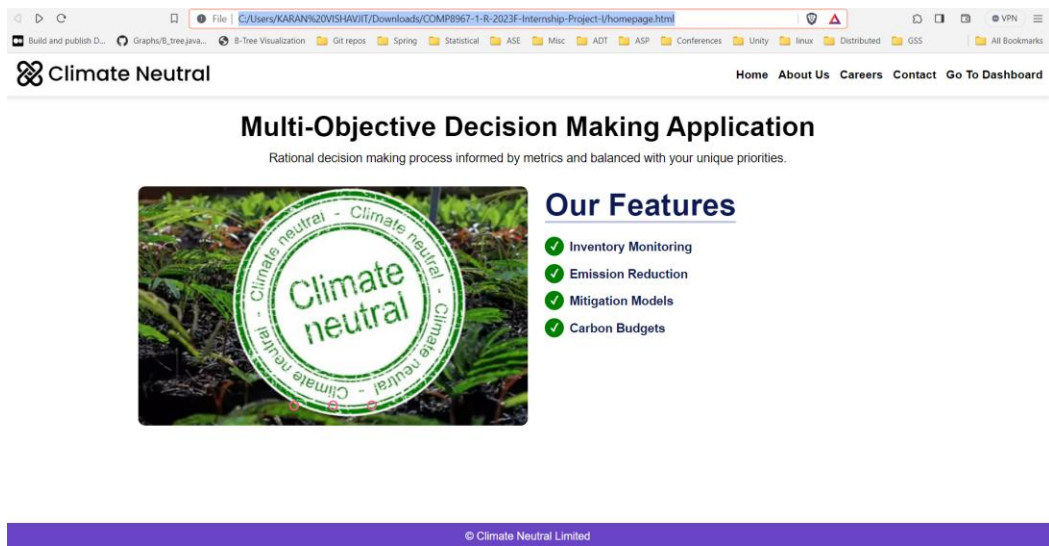 File | C:/Users/KARAN%20VISHAVJIT/Downloads/COMP8967-1-R-2023F-Internship-Project-I/homepage.html
VPN
Build and publish D... Graphs/B_tree.java... B-Tree Visualization Git repos Spring Statistical ASE Misc ADT ASP Conferences Unity linux Distributed GSS All Bookmarks
Climate Neutral
Home About Us Careers Contact Go To Dashboard
Multi-Objective Decision Making Application
Rational decision making process informed by metrics and balanced with your unique priorities.
Climate neutral - Climate neutral - Climate neutral - Climate neutral -
Climate
neutral
Our Features
Inventory Monitoring
Emission Reduction
Mitigation Models
Carbon Budgets
© Climate Neutral Limited